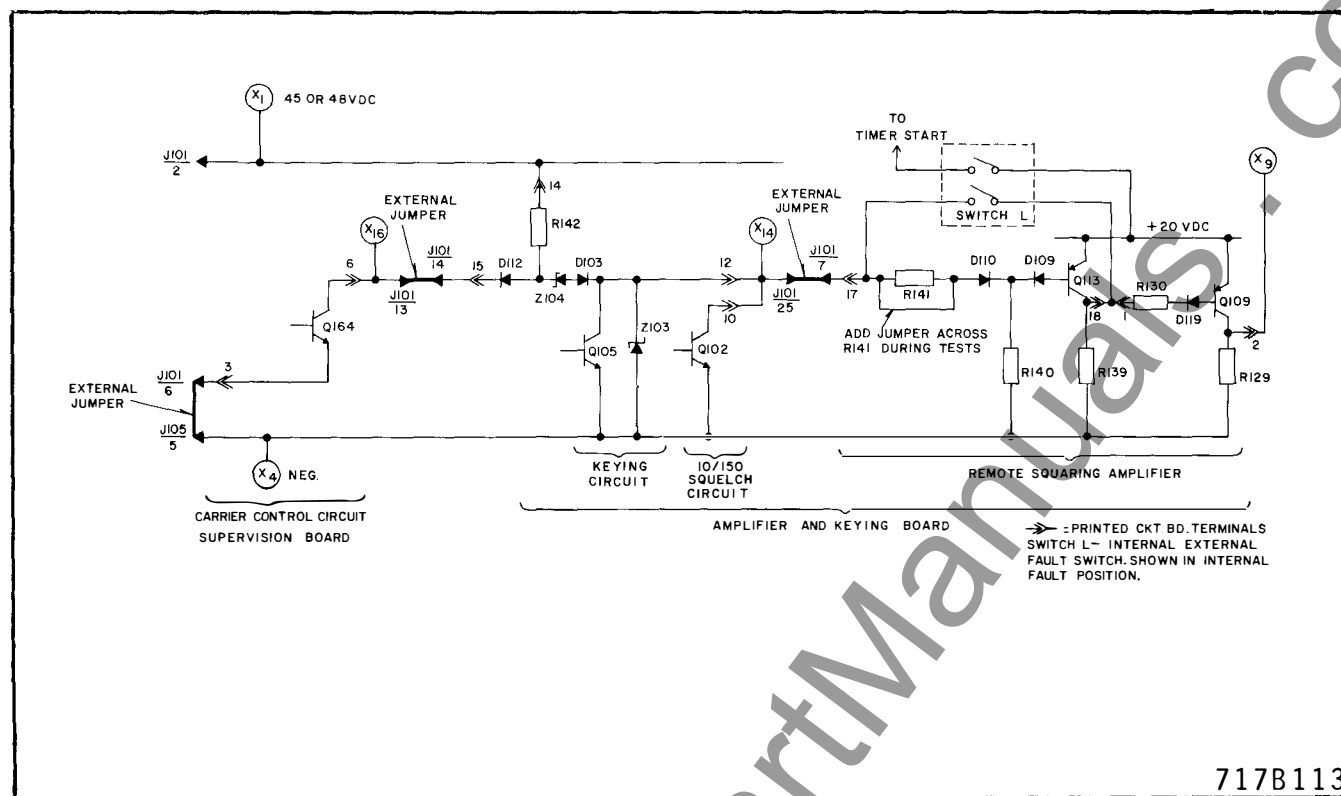 X1 45 OR 48VDC
J101
2
TO
TIMER START
X9
EXTERNAL
JUMPER
14
R142
EXTERNAL
JUMPER
SWITCH L
+20 VDC
X16
J101
14
X14
J101
7
6
15
D112
D103
12
D110
D109
Q113
J101
13
Z104
J101
25
17
R141
R130
Q109
Q164
10
18
D119
Q105
Z103
Q102
ADD JUMPER ACROSS
R141 DURING TESTS
2
J101
6
3
R140
R139
R129
EXTERNAL
JUMPER
J105
5
X4 NEG.
KEYING
CIRCUIT
10/150
SQUELCH
CIRCUIT
REMOTE SQUARING AMPLIFIER
CARRIER CONTROL CIRCUIT
SUPERVISION BOARD
AMPLIFIER AND KEYING BOARD
=PRINTED CKT BD. TERMINALS
SWITCH L- INTERNAL EXTERNAL
FAULT SWITCH. SHOWN IN INTERNAL
FAULT POSITION.
717B113
rtManuals.co